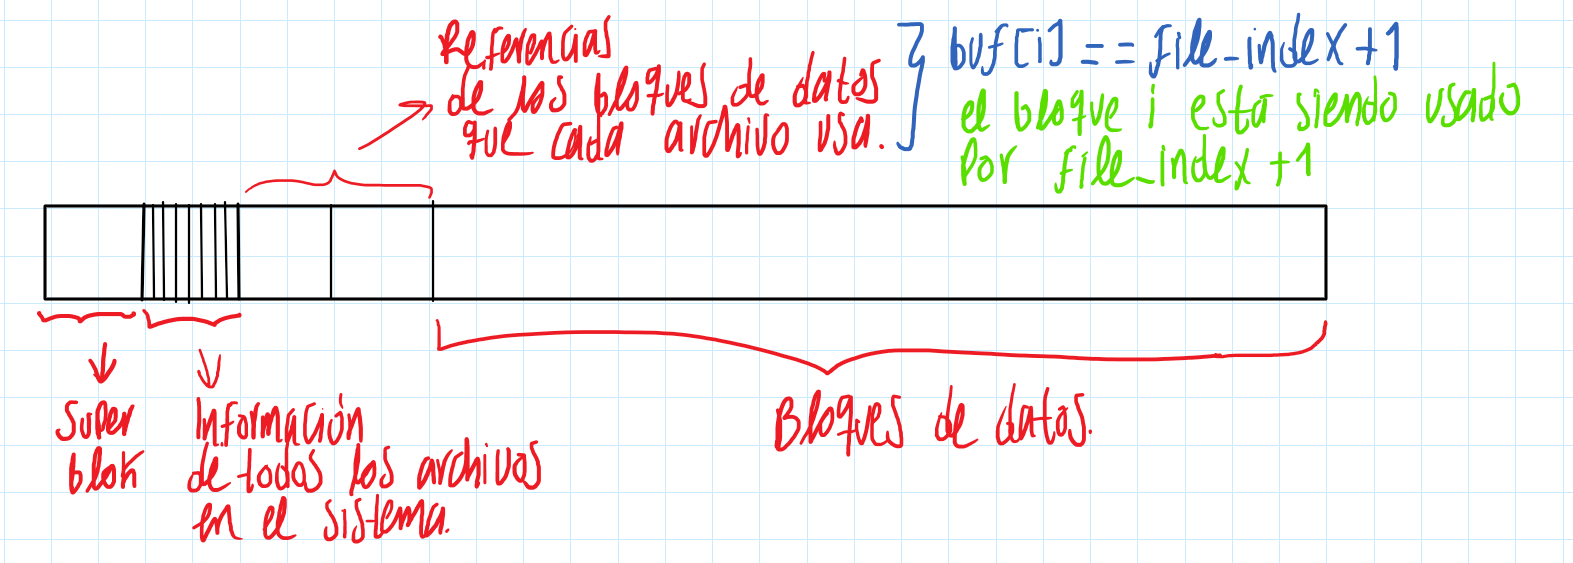 Referencias
de los bloques de datos
que cada archivo usa.
buf[i] == file_index+1
el bloque i esta siendo usado
Por file_index +1
Super
blok
Información
de todos los archivos
en el sistema.
Bloques de datos.